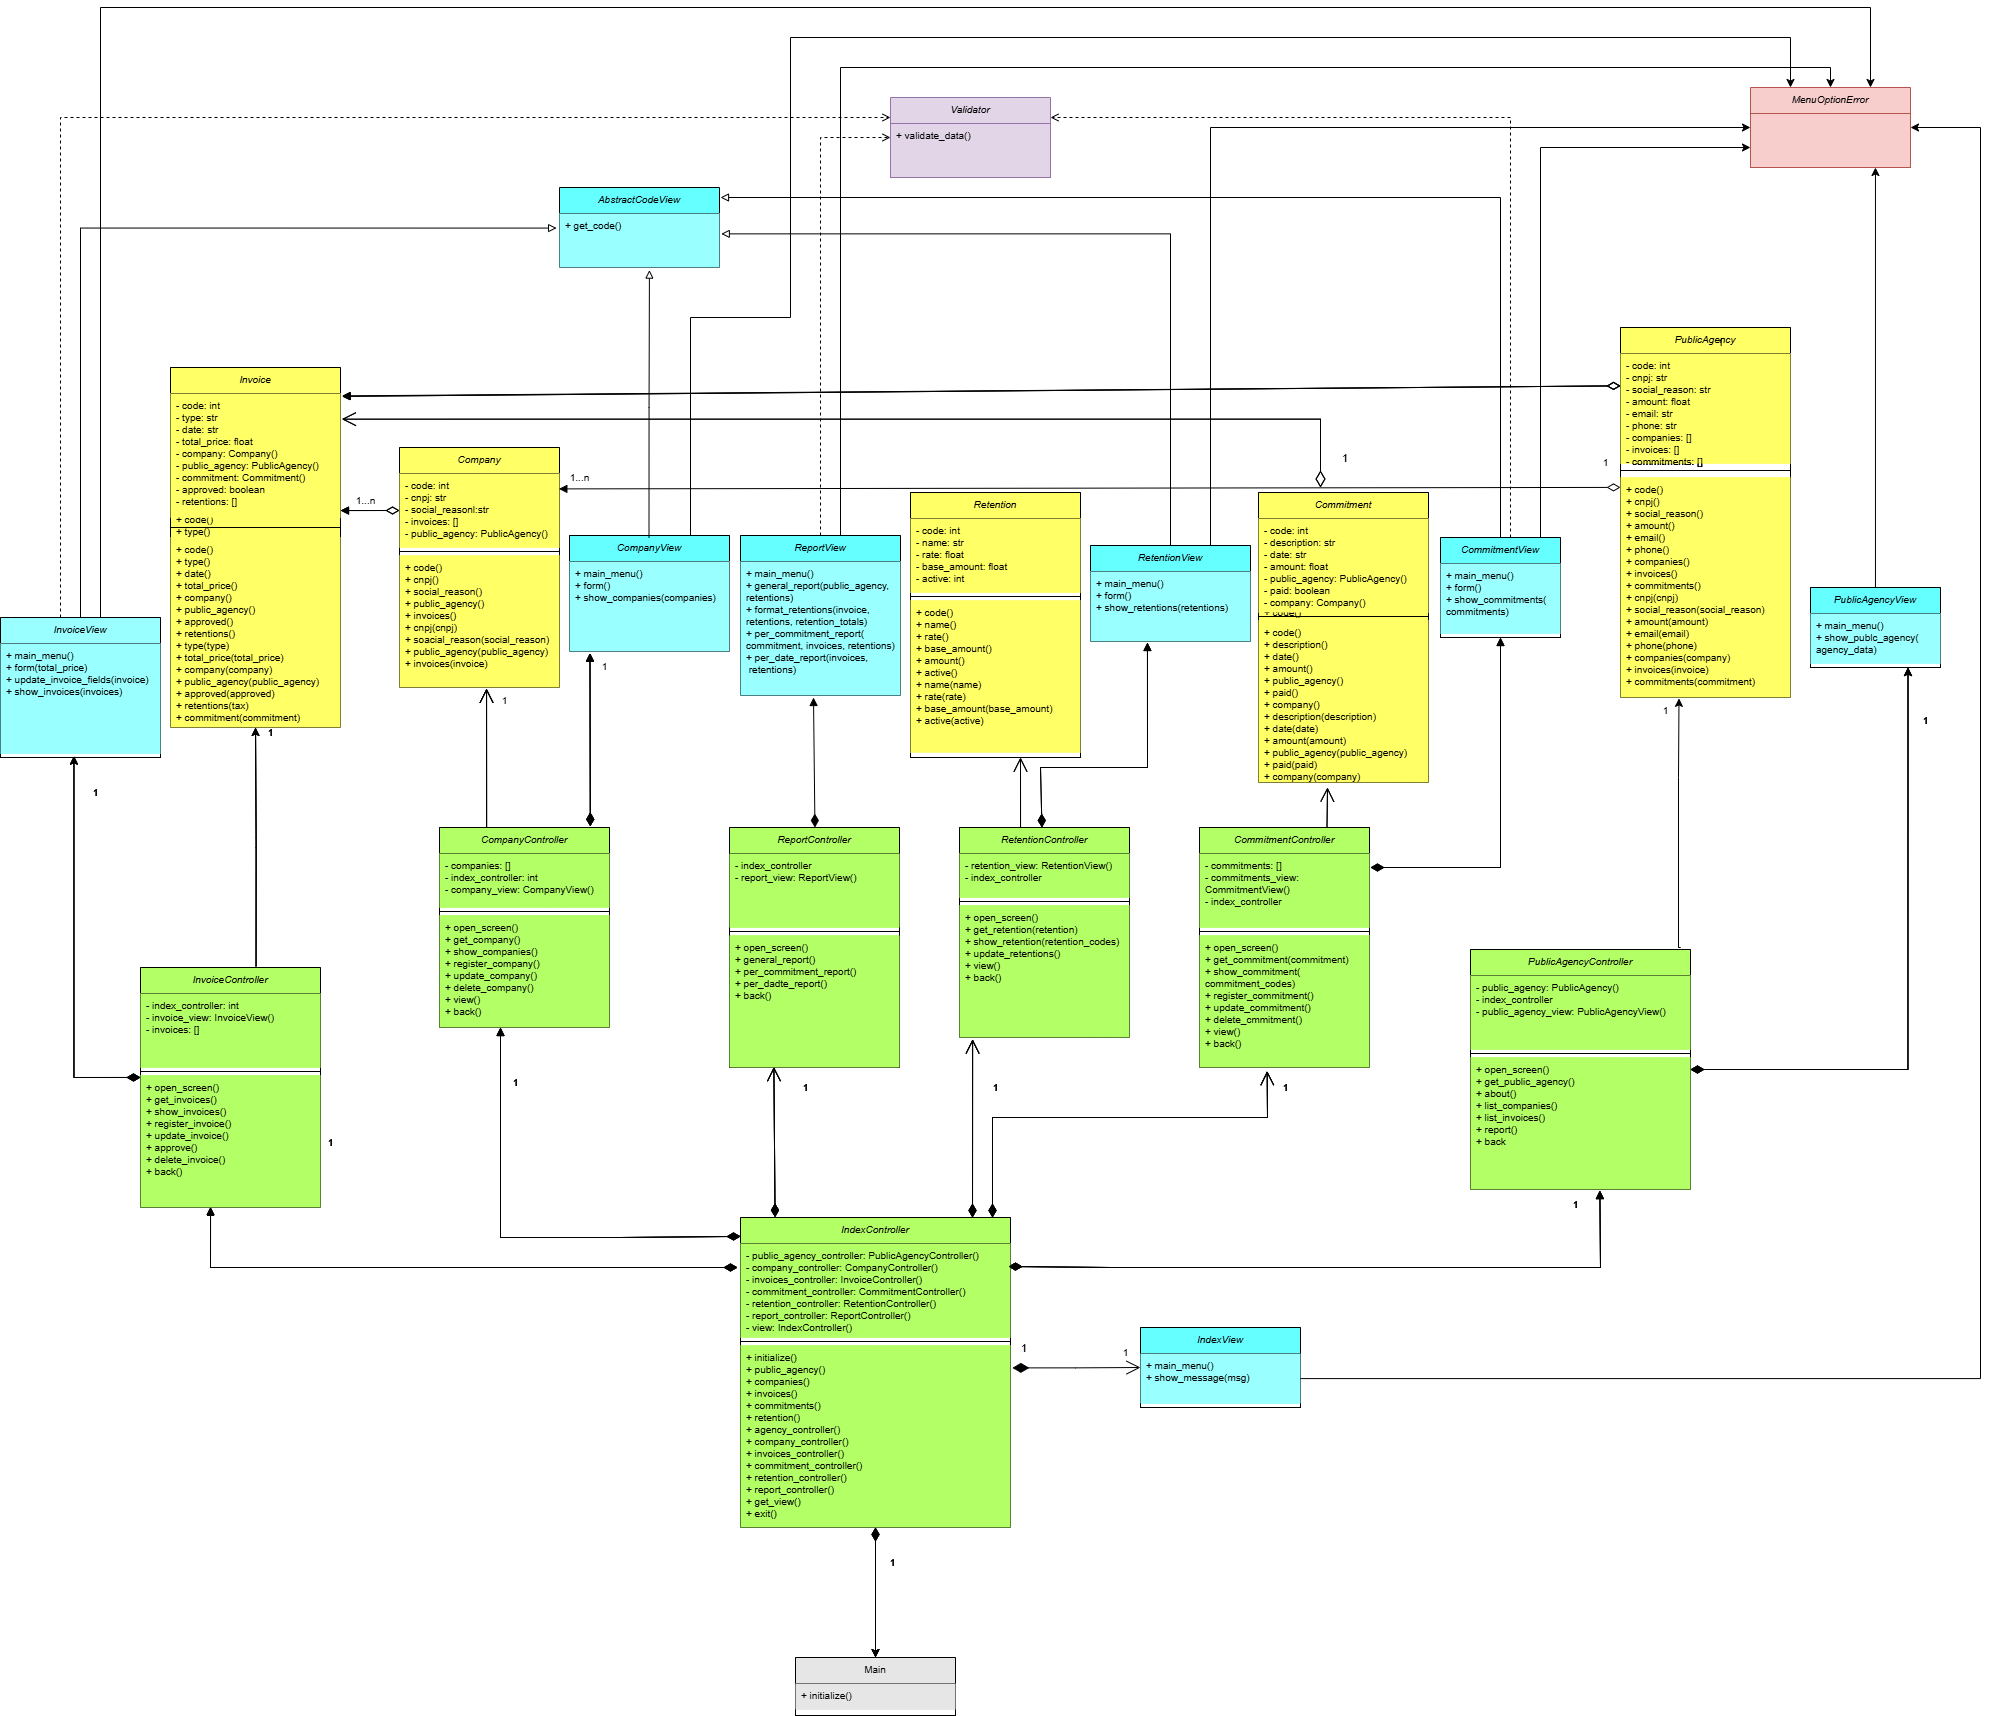 MenuOptionError
Validator
+ validate_data()
AbstractCodeView
+ get_code()
PublicAgency
- code: int
- cnpj: str
- social_reason: str
- amount: float
- email: str
- phone: str
- companies: []
- invoices: []
- commitments: []
+ code()
+ cnpj()
+ social_reason()
+ amount()
+ email()
+ phone()
+ companies()
+ invoices()
+ commitments()
+ cnpj(cnpj)
+ social_reason(social_reason)
+ amount(amount)
+ email(email)
+ phone(phone)
+ companies(company)
+ invoices(invoice)
+ commitments(commitment)
1
1
Invoice
- code: int
- type: str
- date: str
- total_price: float
- company: Company()
- public_agency: PublicAgency()
- commitment: Commitment()
- approved: boolean
- retentions: []
+ code()
+ type()
+ code()
+ type()
+ date()
+ total_price()
+ company()
+ public_agency()
+ approved()
+ retentions()
+ type(type)
+ total_price(total_price)
+ company(company)
+ public_agency(public_agency)
+ approved(approved)
+ retentions(tax)
+ commitment(commitment)
1
1...n
Company
- code: int
- cnpj: str
- social_reasonl:str
- invoices: []
- public_agency: PublicAgency()
+ code()
+ cnpj()
+ social_reason()
+ public_agency()
+ invoices()
+ cnpj(cnpj)
+ soacial_reason(social_reason)
+ public_agency(public_agency)
+ invoices(invoice)
1...n
1
CompanyView
+ main_menu()
+ form()
+ show_companies(companies)
1
ReportView
+ main_menu()
+ general_report(public_agency,
retentions)
+ format_retentions(invoice,
retentions, retention_totals)
+ per_commitment_report(
commitment, invoices, retentions)
+ per_date_report(invoices,
retentions)
Retention
- code: int
- name: str
- rate: float
- base_amount: float
- active: int
+ code()
+ name()
+ rate()
+ base_amount()
+ amount()
+ active()
+ name(name)
+ rate(rate)
+ base_amount(base_amount)
+ active(active)
RetentionView
+ main_menu()
+ form()
+ show_retentions(retentions)
1
Commitment
- code: int
- description: str
- date: str
- amount: float
- public_agency: PublicAgency()
- paid: boolean
- company: Company()
+ code()
+ code()
+ description()
+ date()
+ amount()
+ public_agency()
+ paid()
+ company()
+ description(description)
+ date(date)
+ amount(amount)
+ public_agency(public_agency)
+ paid(paid)
+ company(company)
CommitmentView
+ main_menu()
+ form()
+ show_commitments(
commitments)
PublicAgencyView
+ main_menu()
+ show_publc_agency(
agency_data)
1
InvoiceView
+ main_menu()
+ form(total_price)
+ update_invoice_fields(invoice)
+ show_invoices(invoices)
1
CompanyController
- companies: []
- index_controller: int
- company_view: CompanyView()
+ open_screen()
+ get_company()
+ show_companies()
+ register_company()
+ update_company()
+ delete_company()
+ view()
+ back()
1
ReportController
- index_controller
- report_view: ReportView()
+ open_screen()
+ general_report()
+ per_commitment_report()
+ per_dadte_report()
+ back()
1
RetentionController
- retention_view: RetentionView()
- index_controller
+ open_screen()
+ get_retention(retention)
+ show_retention(retention_codes)
+ update_retentions()
+ view()
+ back()
1
CommitmentController
- commitments: []
- commitments_view:
CommitmentView()
- index_controller
+ open_screen()
+ get_commitment(commitment)
+ show_commitment(
commitment_codes)
+ register_commitment()
+ update_commitment()
+ delete_cmmitment()
+ view()
+ back()
1
PublicAgencyController
- public_agency: PublicAgency()
- index_controller
- public_agency_view: PublicAgencyView()
+ open_screen()
+ get_public_agency()
+ about()
+ list_companies()
+ list_invoices()
+ report()
+ back
1
InvoiceController
- index_controller: int
- invoice_view: InvoiceView()
- invoices: []
+ open_screen()
+ get_invoices()
+ show_invoices()
+ register_invoice()
+ update_invoice()
+ approve()
+ delete_invoice()
+ back()
1
IndexController
- public_agency_controller: PublicAgencyController()
- company_controller: CompanyController()
- invoices_controller: InvoiceController()
- commitment_controller: CommitmentController()
- retention_controller: RetentionController()
- report_controller: ReportController()
- view: IndexController()
+ initialize()
+ public_agency()
+ companies()
+ invoices()
+ commitments()
+ retention()
+ agency_controller()
+ company_controller()
+ invoices_controller()
+ commitment_controller()
+ retention_controller()
+ report_controller()
+ get_view()
+ exit()
1
1
IndexView
+ main_menu()
+ show_message(msg)
1
Main
+ initialize()